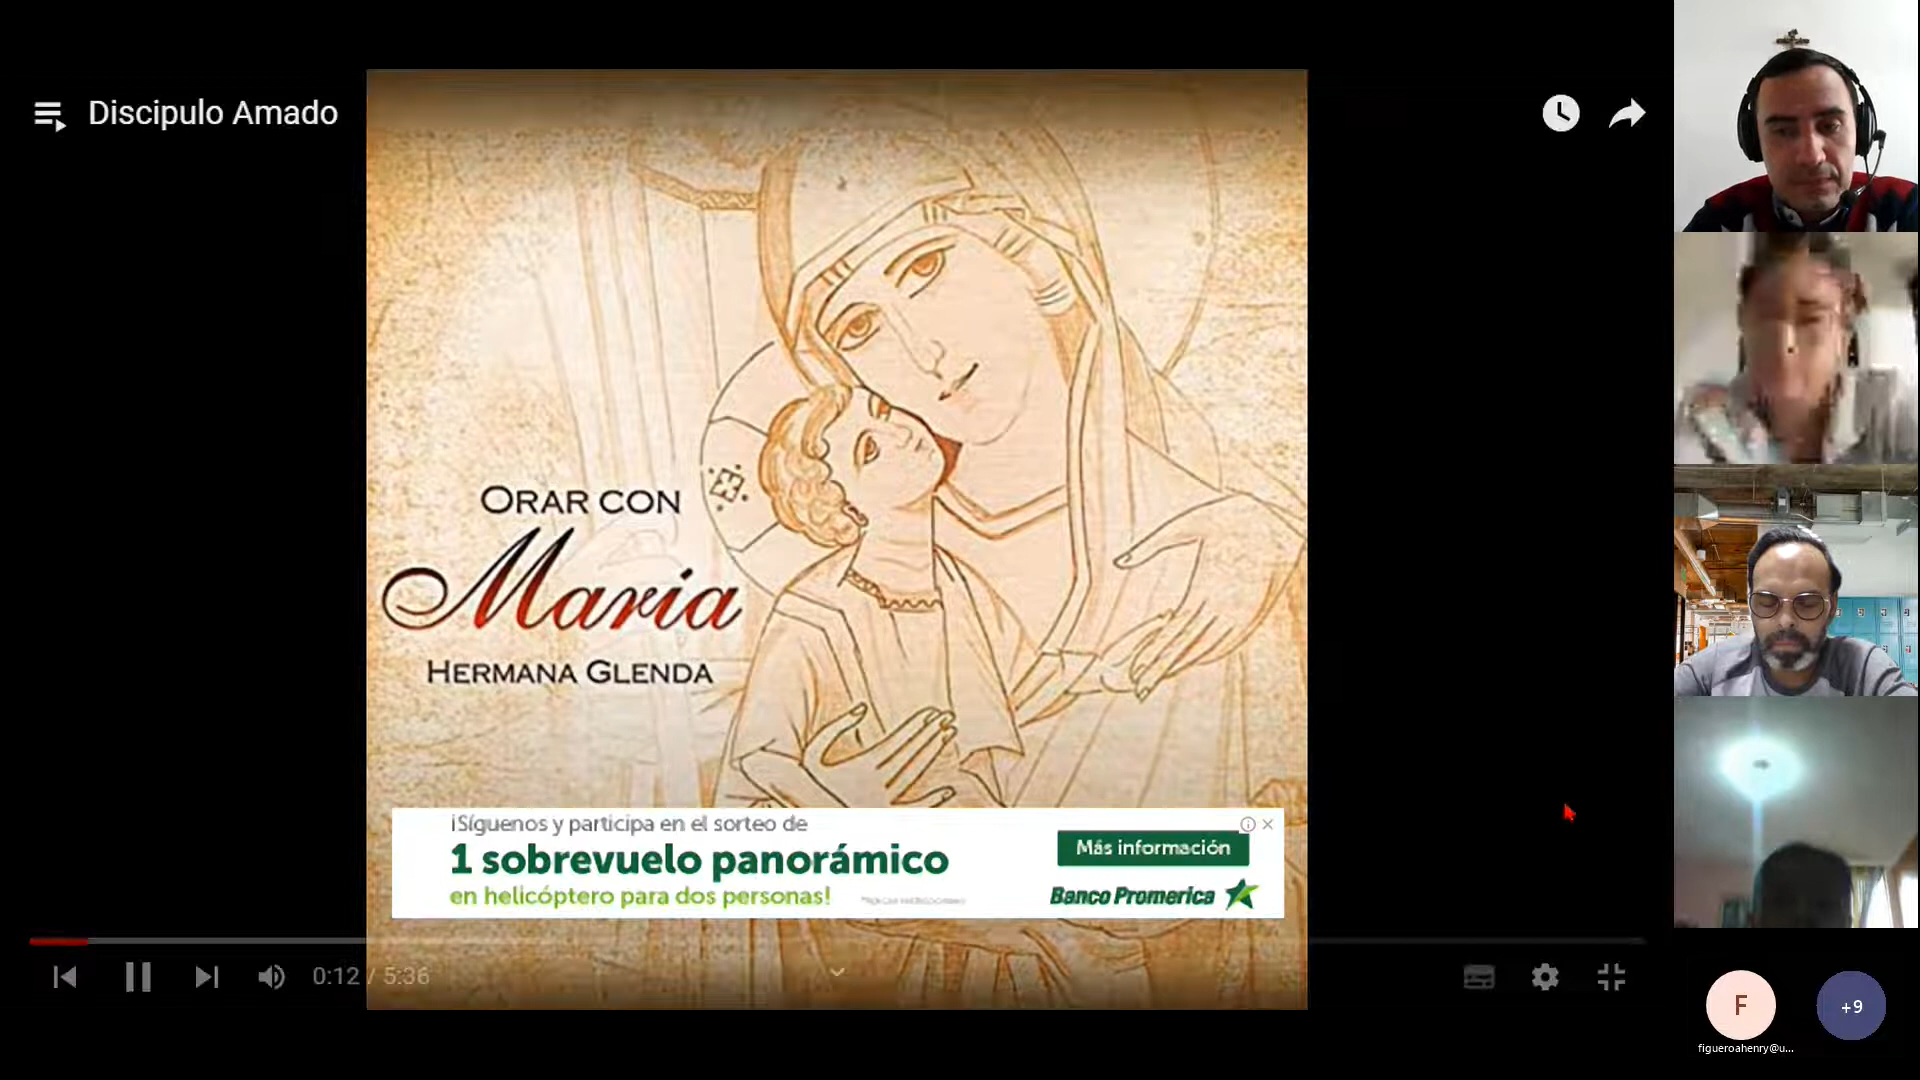 Discipulo Amado
ORAR CON
María
HERMANA GLENDA
¡Síguenos y participa en el sorteo de
1 sobrevuelo panorámico
en helicóptero para dos personas!
Más información
Banco Promerica
0:12 / 5:36
F
+9
figueroahenry@u...